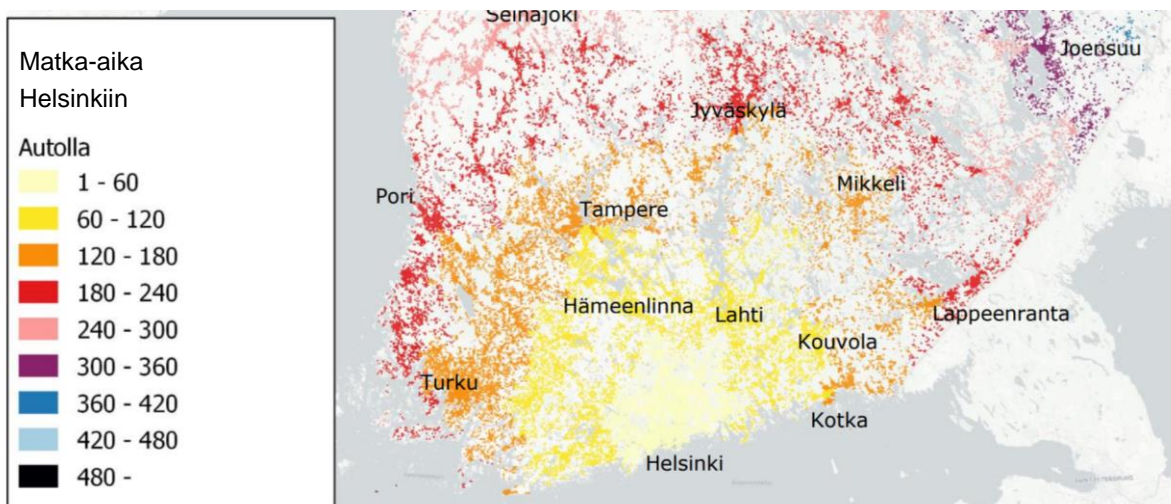 Matka-aika
Helsinkiin
Autolla
1 - 60
60 - 120
120 - 180
180 - 240
240 - 300
300 - 360
360 - 420
420 - 480
480 -
Seinäjoki
Joensuu
Jyväskylä
Mikkeli
Pori
Tampere
Hämeenlinna
Lahti
Lappeenranta
Kouvola
Turku
Kotka
Helsinki